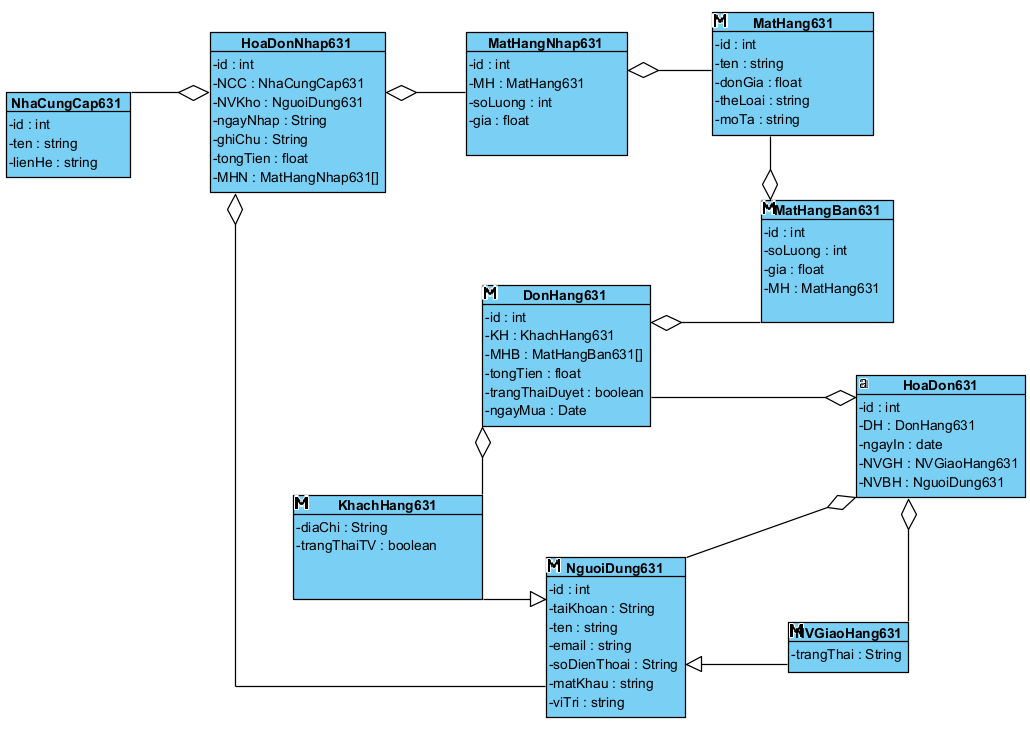 NhaCungCap631
-id : int
-ten : string
-lienHe : string
HoaDonNhap631
-id : int
-NCC : NhaCungCap631
-NVKho : NguoiDung631
-ngayNhap : String
-ghiChu : String
-tongTien : float
-MHN : MatHangNhap631[]
MatHangNhap631
-id : int
-MH : MatHang631
-soLuong : int
-gia : float
M
MatHang631
-id : int
-ten : string
-donGia : float
-theLoai : string
-moTa : string
M
MatHangBan631
-id : int
-soLuong : int
-gia : float
-MH : MatHang631
M
DonHang631
-id : int
-KH : KhachHang631
-MHB : MatHangBan631[]
-tongTien : float
-trangThaiDuyet : boolean
-ngayMua : Date
a
HoaDon631
-id : int
-DH : DonHang631
-ngayIn : date
-NVGH : NVGiaoHang631
-NVBH : NguoiDung631
M
KhachHang631
-diaChi : String
-trangThaiTV : boolean
M
NguoiDung631
-id : int
-taiKhoan : String
-ten : string
-email : string
-soDienThoai : String
-matKhau : string
-viTri : string
M
NVGiaoHang631
-trangThai : String